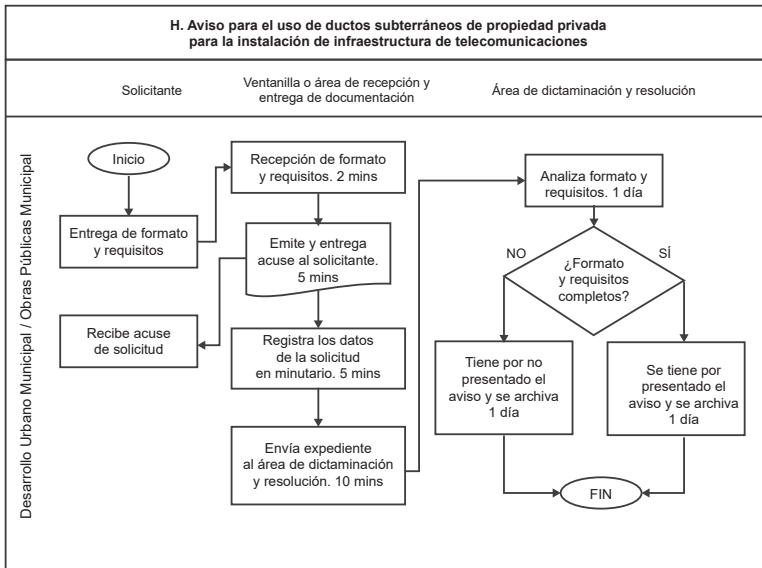 H. Aviso para el uso de ductos subterráneos de propiedad privada
para la instalación de infraestructura de telecomunicaciones
Solicitante
Ventanilla o área de recepción y
entrega de documentación
Área de dictaminación y resolución
Desarrollo Urbano Municipal / Obras Públicas Municipal
Inicio
Entrega de formato
y requisitos
Recibe acuse
de solicitud
Recepción de formato
y requisitos. 2 mins
Emite y entrega
acuse al solicitante.
5 mins
Registra los datos
de la solicitud
en minutario. 5 mins
Envía expediente
al área de dictaminación
y resolución. 10 mins
Analiza formato y
requisitos. 1 día
NO
SÍ
¿Formato
y requisitos
completos?
Tiene por no
presentado el
aviso y se archiva
1 día
Se tiene por
presentado el
aviso y se archiva
1 día
FIN